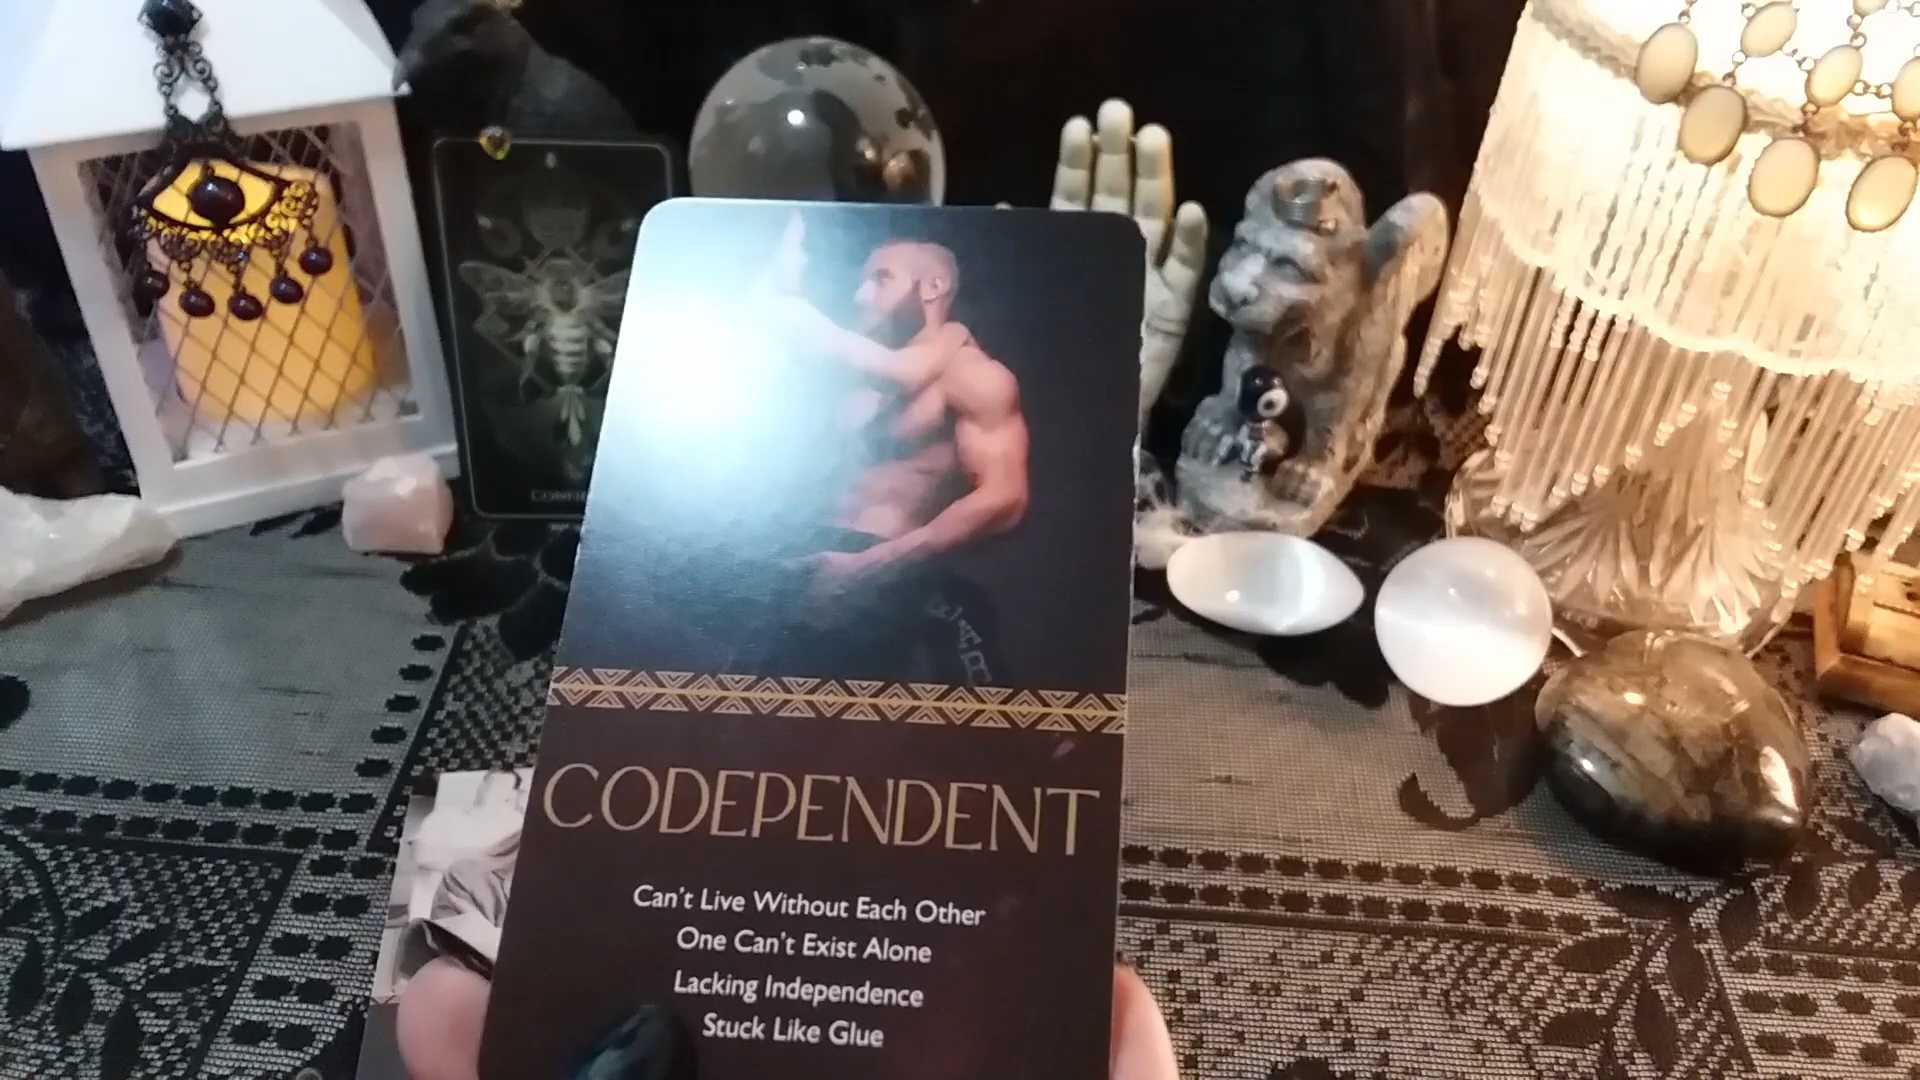 CODEPENDENT
Can't Live Without Each Other
One Can't Exist Alone
Lacking Independence
Stuck Like Glue